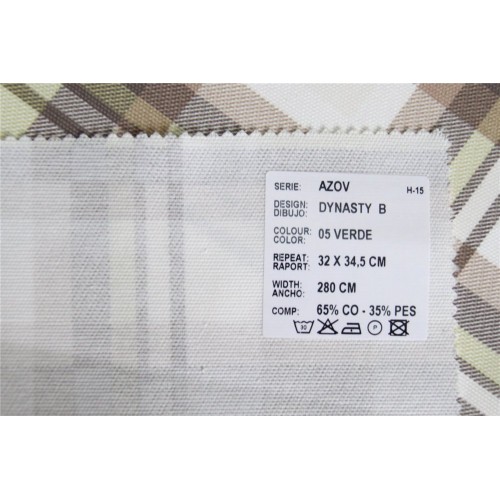 SERIE: AZOV H-15
DESIGN:
DIBUJO: DYNASTY B
COLOUR:
COLOR: 05 VERDE
REPEAT:
RAPORT: 32 X 34,5 CM
WIDTH:
ANCHO: 280 CM
COMP: 65% CO - 35% PES
30 P